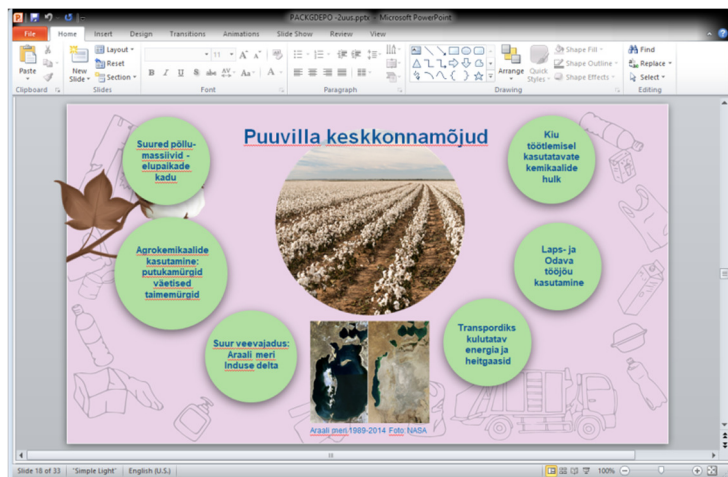 PACKGDEPO -2uus.pptx - Microsoft PowerPoint
File Home Insert Design Transitions Animations Slide Show Review View
Paste
Clipboard
New
Slide
Layout
Reset
Section
Slides
11
B I U S abc AV Aa A
Font
Paragraph
Arrange
Quick
Styles
Shape Fill
Shape Outline
Shape Effects
Drawing
Find
Replace
Select
Editing
Puuvilla keskkonnamõjud
Suured põllu-
massiivid -
elupaikade
kadu
Agrokemikaalide
kasutamine:
putukamürgid
väetised
taimemürgid
Suur veevajadus:
Araali meri
Induse delta
Kiu
töötlemisel
kasutatavate
kemikaalide
hulk
Laps- ja
Odava
tööjõu
kasutamine
Transpordiks
kulutatav
energia ja
heitgaasid
Araali meri 1989-2014 Foto: NASA
Slide 18 of 33 "Simple Light" English (U.S.) 100%